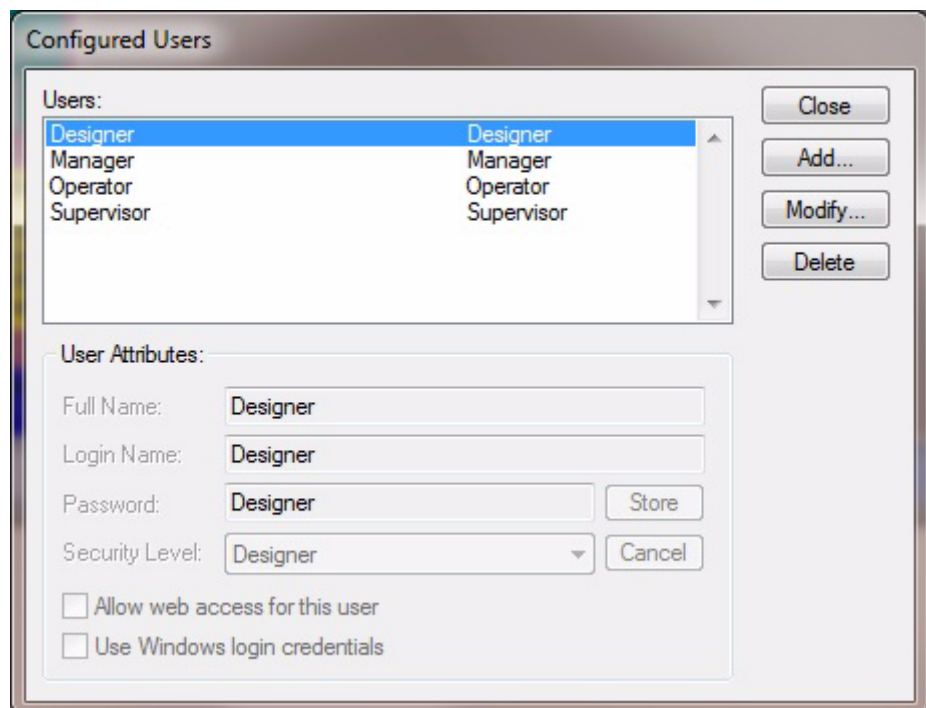 Configured Users
Users:
Close
Designer Designer
Manager Manager
Add...
Operator Operator
Supervisor Supervisor
Modify...
Delete
User Attributes:
Full Name: Designer
Login Name: Designer
Password: Designer Store
Security Level: Designer Cancel
Allow web access for this user
Use Windows login credentials